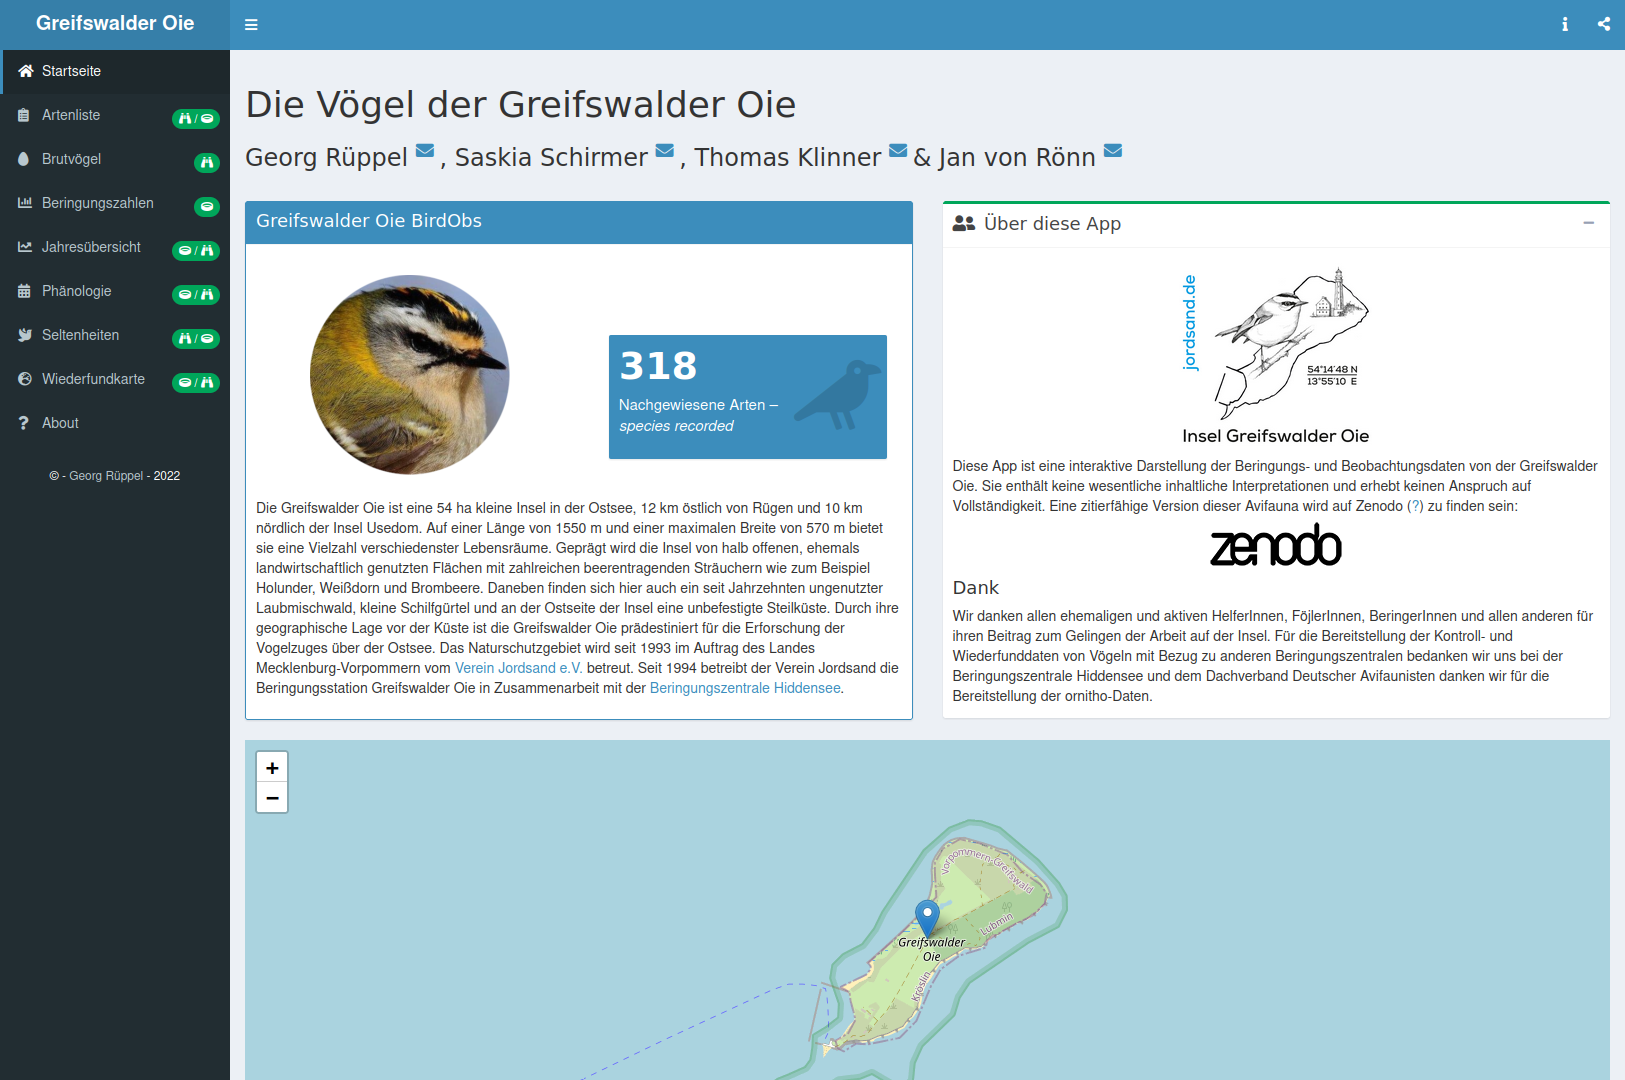 Greifswalder Oie
Startseite
Artenliste
/
Brutvögel
Beringungszahlen
Jahresübersicht
/
Phänologie
/
Seltenheiten
/
Wiederfundkarte
/
About
© - Georg Rüppel - 2022
Die Vögel der Greifswalder Oie
Georg Rüppel , Saskia Schirmer , Thomas Klinner & Jan von Rönn
Greifswalder Oie BirdObs
318
Nachgewiesene Arten –
species recorded
Die Greifswalder Oie ist eine 54 ha kleine Insel in der Ostsee, 12 km östlich von Rügen und 10 km
nördlich der Insel Usedom. Auf einer Länge von 1550 m und einer maximalen Breite von 570 m bietet
sie eine Vielzahl verschiedenster Lebensräume. Geprägt wird die Insel von halb offenen, ehemals
landwirtschaftlich genutzten Flächen mit zahlreichen beerentragenden Sträuchern wie zum Beispiel
Holunder, Weißdorn und Brombeere. Daneben finden sich hier auch ein seit Jahrzehnten ungenutzter
Laubmischwald, kleine Schilfgürtel und an der Ostseite der Insel eine unbefestigte Steilküste. Durch ihre
geographische Lage vor der Küste ist die Greifswalder Oie prädestiniert für die Erforschung der
Vogelzuges über der Ostsee. Das Naturschutzgebiet wird seit 1993 im Auftrag des Landes
Mecklenburg-Vorpommern vom Verein Jordsand e.V. betreut. Seit 1994 betreibt der Verein Jordsand die
Beringungsstation Greifswalder Oie in Zusammenarbeit mit der Beringungszentrale Hiddensee.
Über diese App
jordsand.de
54°14'48 N
13°55'10 E
Insel Greifswalder Oie
Diese App ist eine interaktive Darstellung der Beringungs- und Beobachtungsdaten von der Greifswalder
Oie. Sie enthält keine wesentliche inhaltliche Interpretationen und erhebt keinen Anspruch auf
Vollständigkeit. Eine zitierfähige Version dieser Avifauna wird auf Zenodo (?) zu finden sein:
zenodo
Dank
Wir danken allen ehemaligen und aktiven HelferInnen, FöjlerInnen, BeringerInnen und allen anderen für
ihren Beitrag zum Gelingen der Arbeit auf der Insel. Für die Bereitstellung der Kontroll- und
Wiederfunddaten von Vögeln mit Bezug zu anderen Beringungszentralen bedanken wir uns bei der
Beringungszentrale Hiddensee und dem Dachverband Deutscher Avifaunisten danken wir für die
Bereitstellung der ornitho-Daten.
+
−
Vorpommern-Greifswald
Lubmin
Greifswalder
Oie
Kröslin